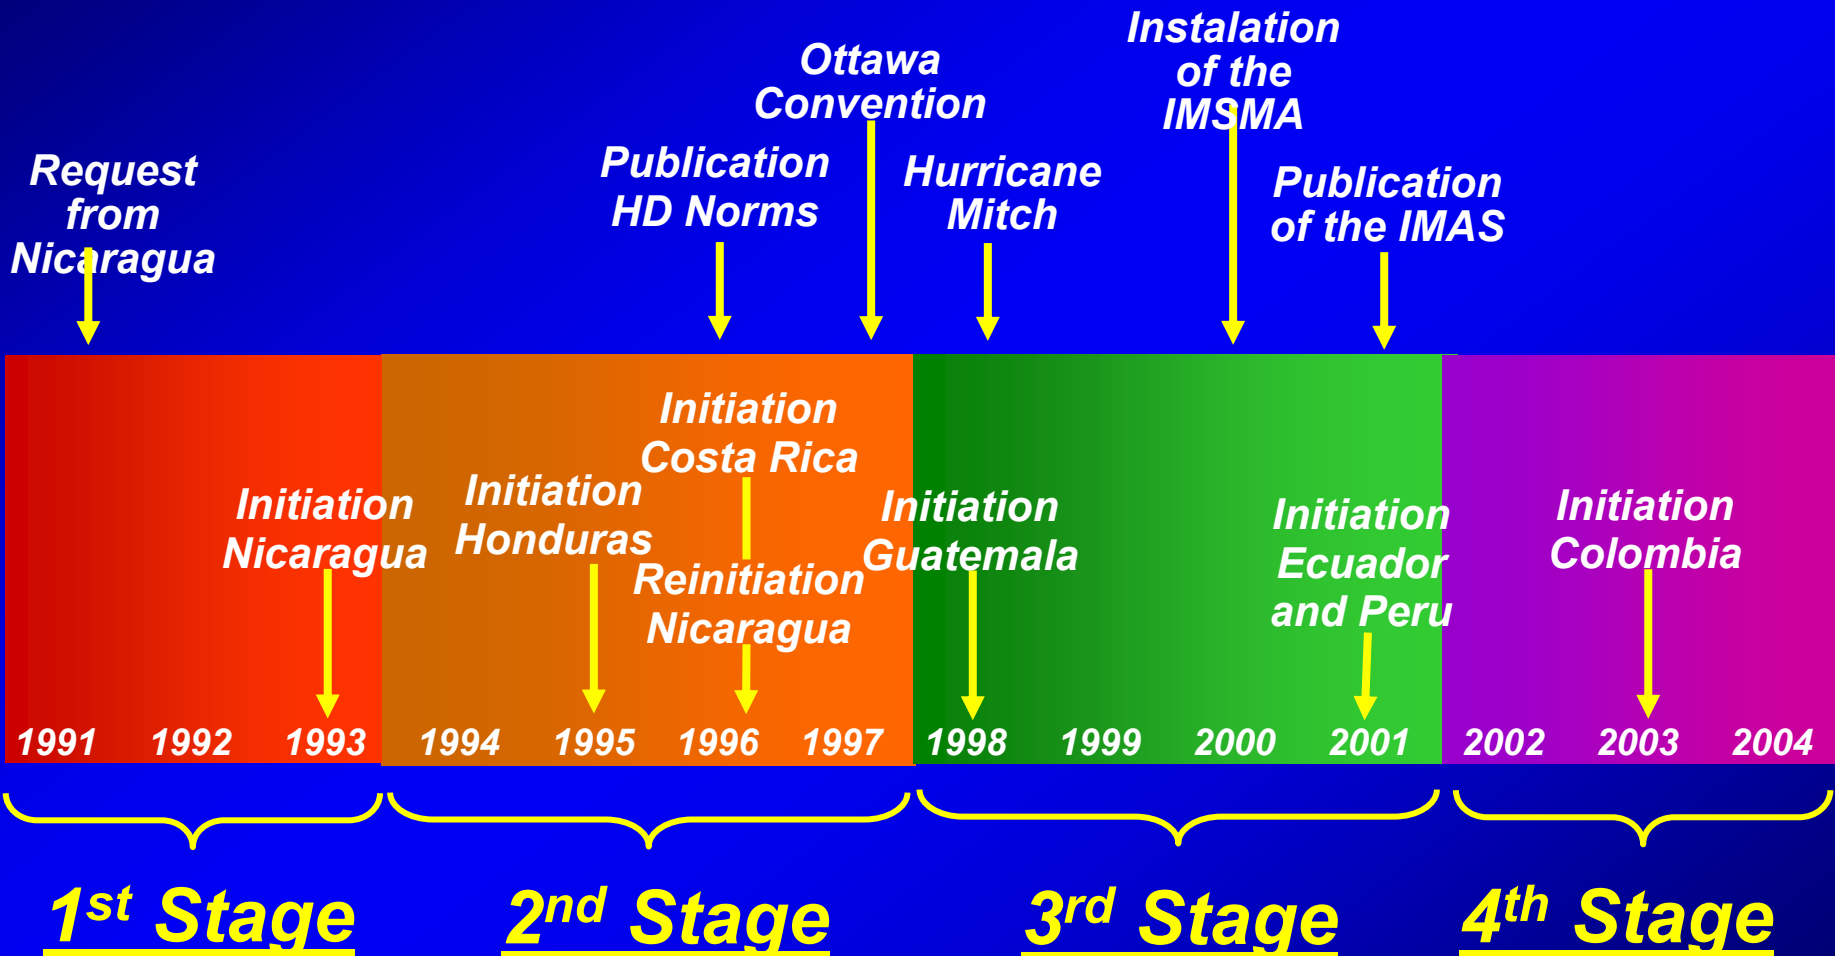 Request
from
Nicaragua
Publication
HD Norms
Ottawa
Convention
Hurricane
Mitch
Instalation
of the
IMSMA
Publication
of the IMAS
Initiation
Nicaragua
Initiation
Honduras
Initiation
Costa Rica
Reinitiation
Nicaragua
Initiation
Guatemala
Initiation
Ecuador
and Peru
Initiation
Colombia
1991 1992 1993 1994 1995 1996 1997 1998 1999 2000 2001 2002 2003 2004
1st Stage 2nd Stage 3rd Stage 4th Stage